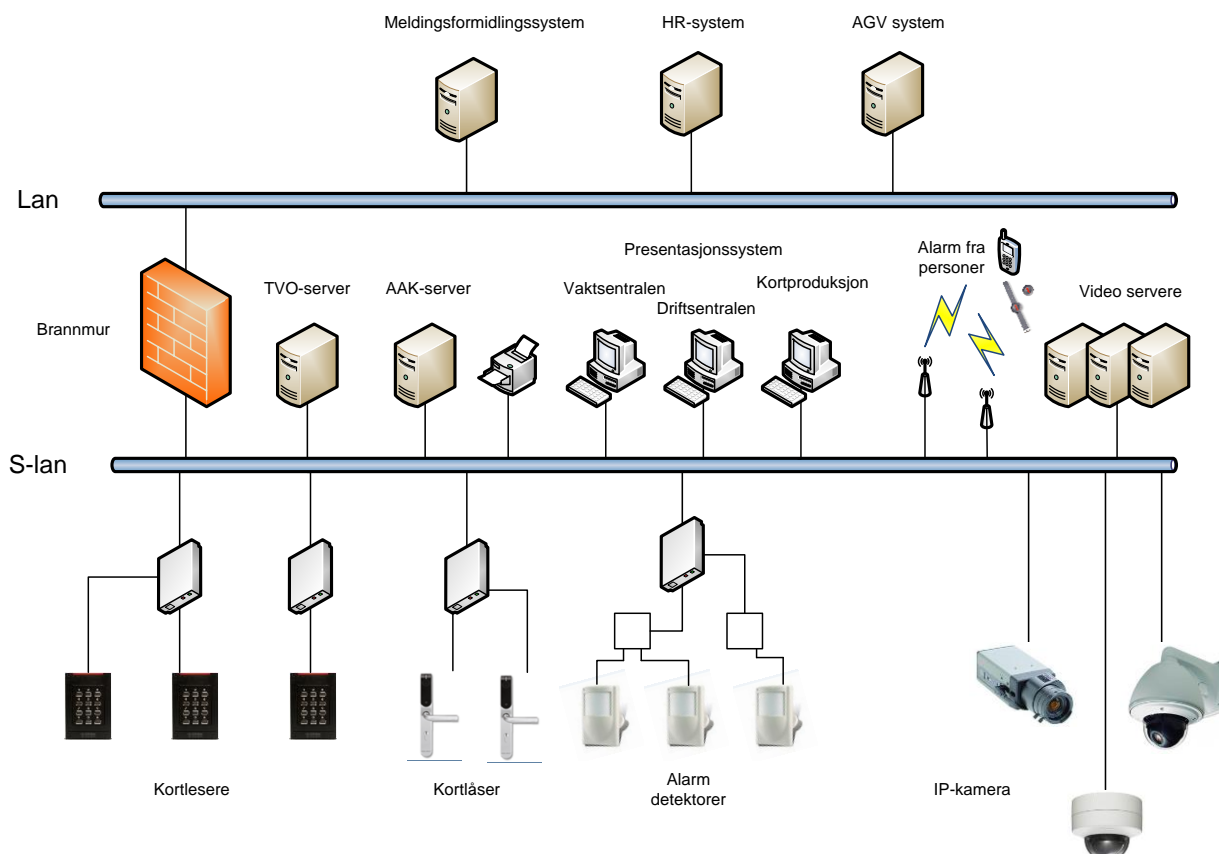 Meldingsformidlingssystem
HR-system
AGV system
Lan
Presentasjonssystem
Alarm fra
personer
TVO-server
AAK-server
Vaktsentralen
Kortproduksjon
Driftsentralen
Video servere
Brannmur
S-lan
Kortlesere
Kortlåser
Alarm
detektorer
IP-kamera